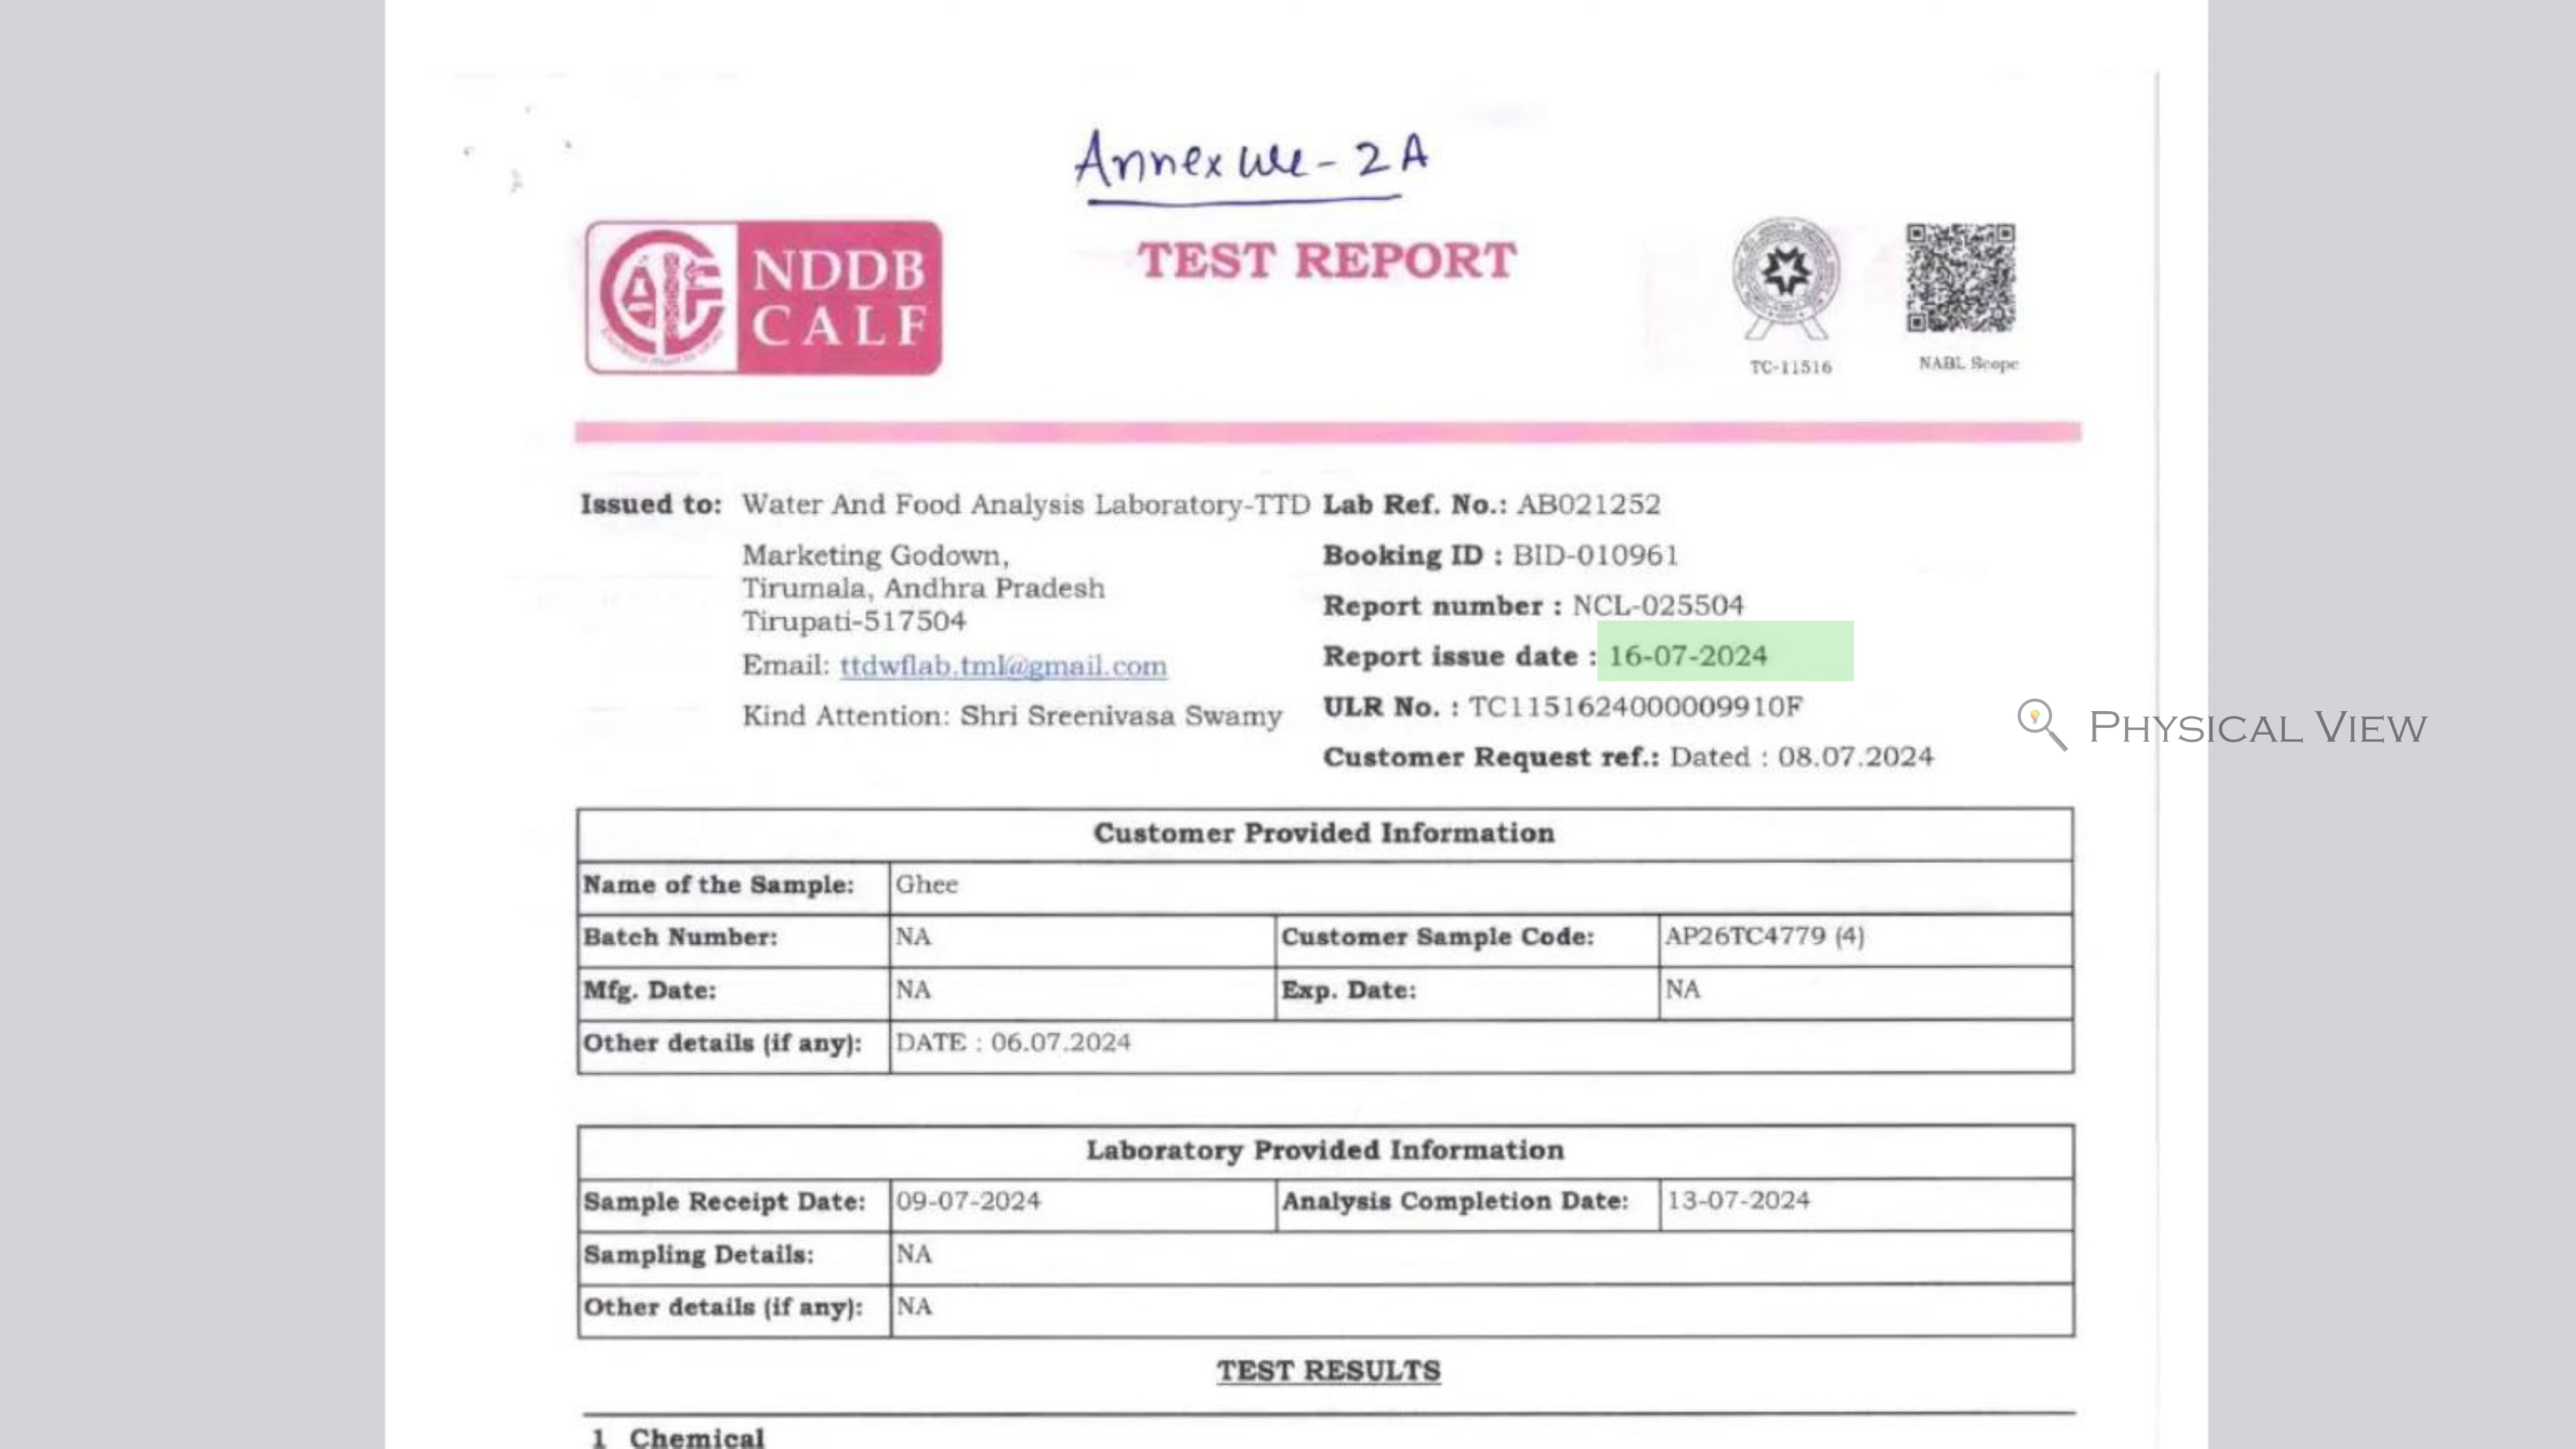 Annexure-2A
NDDB
CALF
TEST REPORT
TC-11516
NABL Scope
Issued to: Water And Food Analysis Laboratory-TTD
Marketing Godown,
Tirumala, Andhra Pradesh
Tirupati-517504
Email: ttdwflab.tml@gmail.com
Kind Attention: Shri Sreenivasa Swamy
Lab Ref. No.: AB021252
Booking ID : BID-010961
Report number : NCL-025504
Report issue date : 16-07-2024
ULR No. : TC1151624000009910F
Customer Request ref.: Dated : 08.07.2024
PHYSICAL VIEW
Customer Provided Information
Name of the Sample: Ghee
Batch Number: NA Customer Sample Code: AP26TC4779 (4)
Mfg. Date: NA Exp. Date: NA
Other details (if any): DATE : 06.07.2024
Laboratory Provided Information
Sample Receipt Date: 09-07-2024 Analysis Completion Date: 13-07-2024
Sampling Details: NA
Other details (if any): NA
TEST RESULTS
1 Chemical